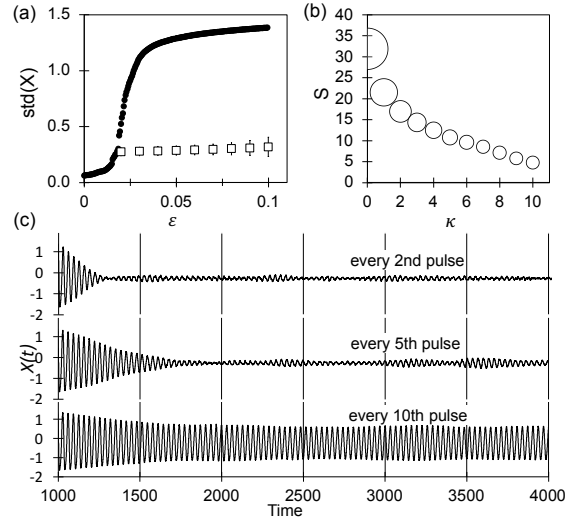 (a)
1.5
1.0
0.5
0.0
std(X)
0
0.05
0.1
ε
(b)
40
35
30
25
20
15
10
5
0
S
0 2 4 6 8 10
κ
(c)
every 2nd pulse
1
0
-1
-2
every 5th pulse
1
0
-1
-2
X(t)
every 10th pulse
1
0
-1
-2
1000 1500 2000 2500 3000 3500 4000
Time